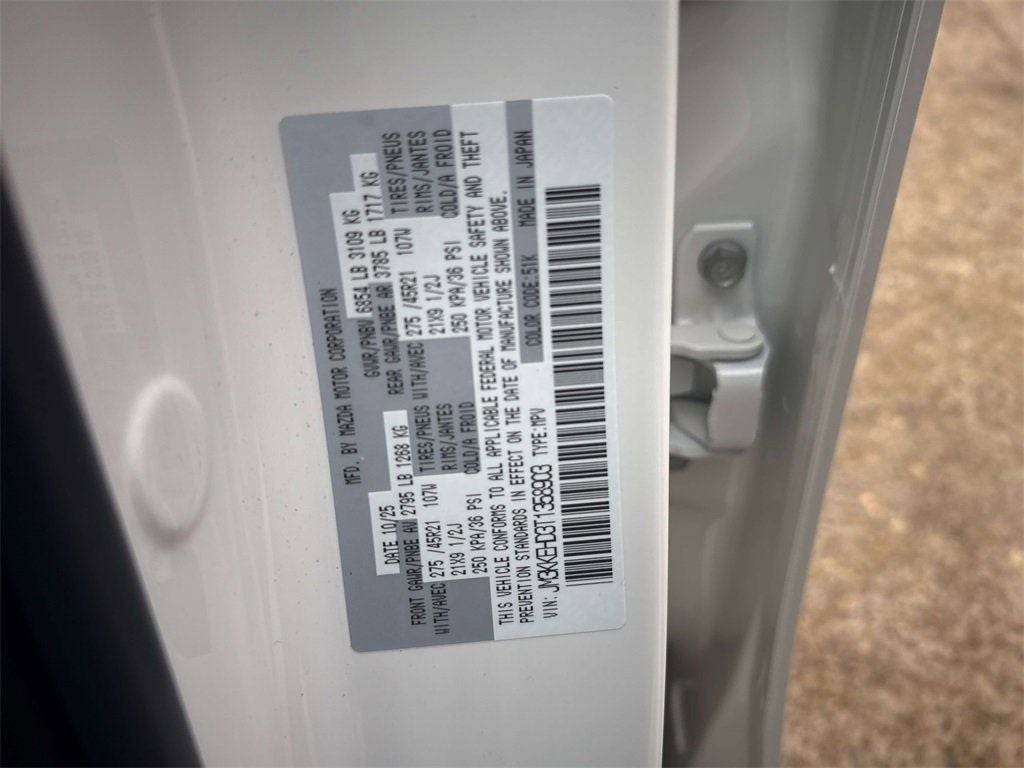 MFD. BY MAZDA MOTOR CORPORATION
DATE 10/25
GVWR/PNBV 6854 LB 3109 KG
FRONT GAWR/PNBE AV 2795 LB 1268 KG
REAR GAWR/PNBE AR 3785 LB 1717 KG
WITH/AVEC 275 /45R21 107W TIRES/PNEUS WITH/AVEC 275 /45R21 107W TIRES/PNEUS
21X9 1/2J RIMS/JANTES 21X9 1/2J RIMS/JANTES
250 KPA/36 PSI COLD/A FROID 250 KPA/36 PSI COLD/A FROID
THIS VEHICLE CONFORMS TO ALL APPLICABLE FEDERAL MOTOR VEHICLE SAFETY AND THEFT
PREVENTION STANDARDS IN EFFECT ON THE DATE OF MANUFACTURE SHOWN ABOVE.
VIN: JM3KKEHD3T1358903 TYPE:MPV COLOR CODE:51K MADE IN JAPAN